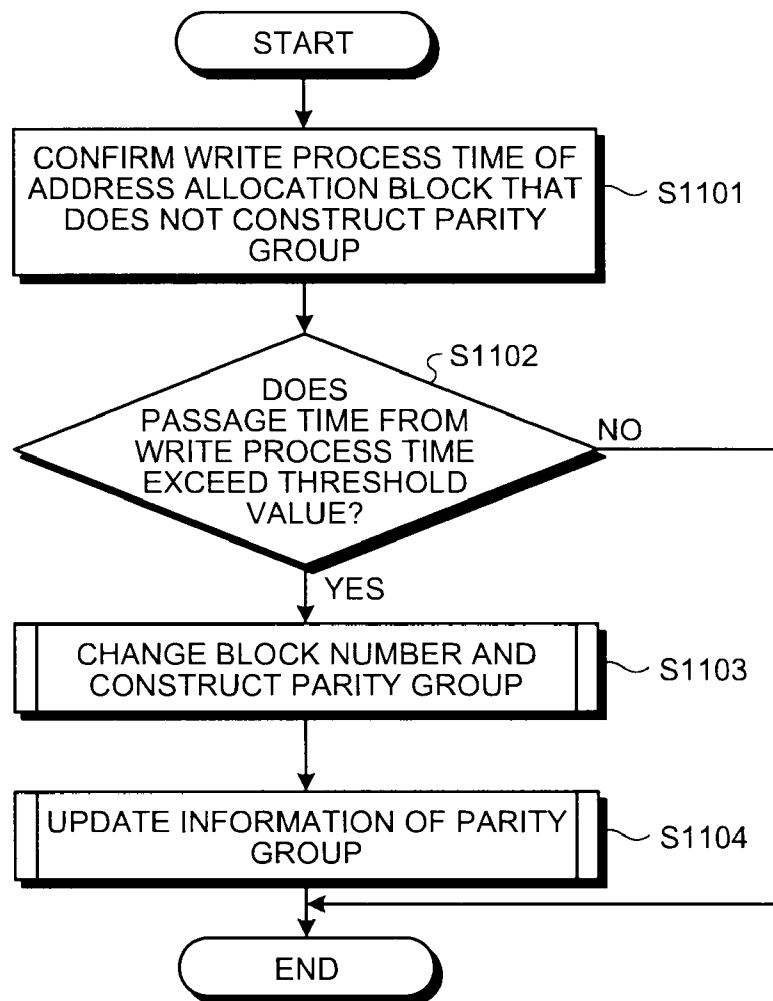 START
CONFIRM WRITE PROCESS TIME OF
ADDRESS ALLOCATION BLOCK THAT
DOES NOT CONSTRUCT PARITY
GROUP
S1101
S1102
DOES
PASSAGE TIME FROM
WRITE PROCESS TIME
EXCEED THRESHOLD
VALUE?
NO
YES
CHANGE BLOCK NUMBER AND
CONSTRUCT PARITY GROUP
S1103
UPDATE INFORMATION OF PARITY
GROUP
S1104
END